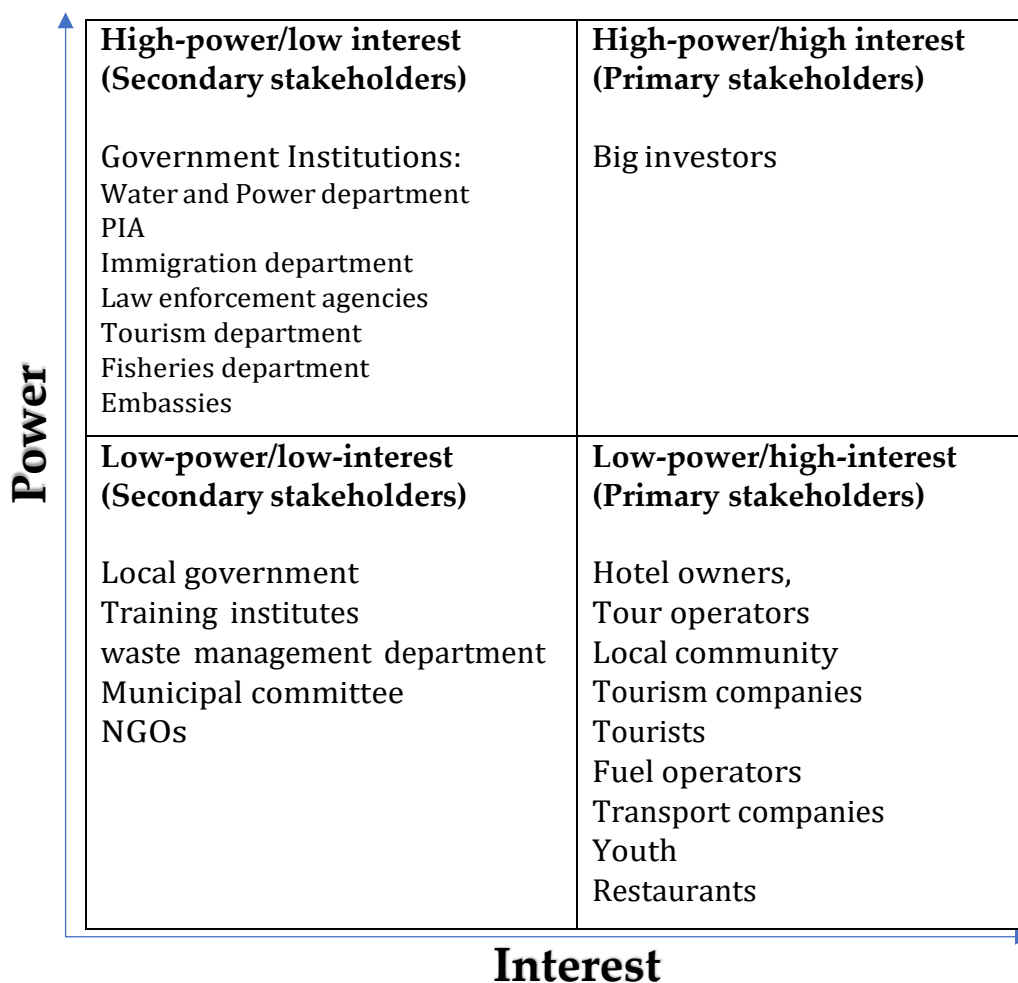 Power
High-power/low interest
(Secondary stakeholders)
Government Institutions:
Water and Power department
PIA
Immigration department
Law enforcement agencies
Tourism department
Fisheries department
Embassies
High-power/high interest
(Primary stakeholders)
Big investors
Low-power/low-interest
(Secondary stakeholders)
Local government
Training institutes
waste management department
Municipal committee
NGOs
Low-power/high-interest
(Primary stakeholders)
Hotel owners,
Tour operators
Local community
Tourism companies
Tourists
Fuel operators
Transport companies
Youth
Restaurants
Interest